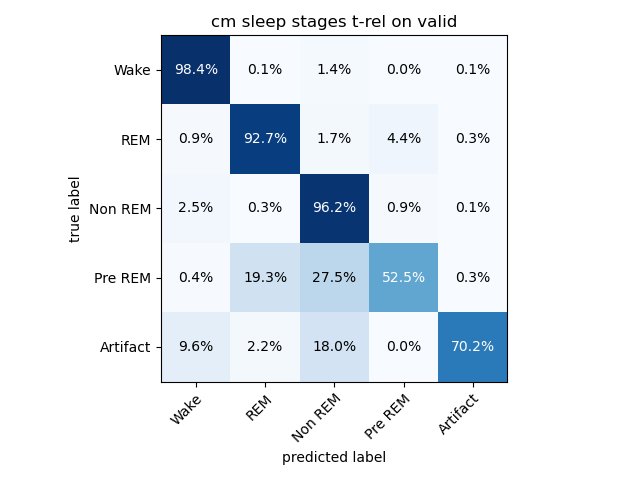 cm sleep stages t-rel on valid
Wake 98.4% 0.1% 1.4% 0.0% 0.1%
REM 0.9% 92.7% 1.7% 4.4% 0.3%
Non REM 2.5% 0.3% 96.2% 0.9% 0.1%
Pre REM 0.4% 19.3% 27.5% 52.5% 0.3%
Artifact 9.6% 2.2% 18.0% 0.0% 70.2%
true label
Wake REM Non REM Pre REM Artifact
predicted label